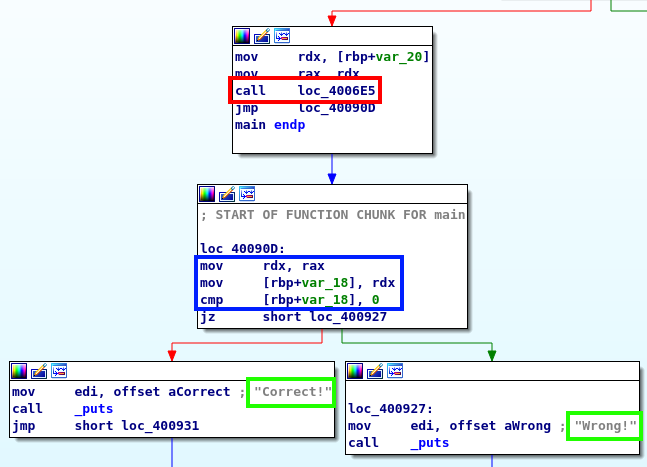 mov rdx, [rbp+var_20]
mov rax, rdx
call loc_4006E5
jmp loc_40090D
main endp
; START OF FUNCTION CHUNK FOR main
loc_40090D:
mov rdx, rax
mov [rbp+var_18], rdx
cmp [rbp+var_18], 0
jz short loc_400927
mov edi, offset aCorrect ; "Correct!"
call _puts
jmp short loc_400931
loc_400927:
mov edi, offset aWrong ; "Wrong!"
call _puts